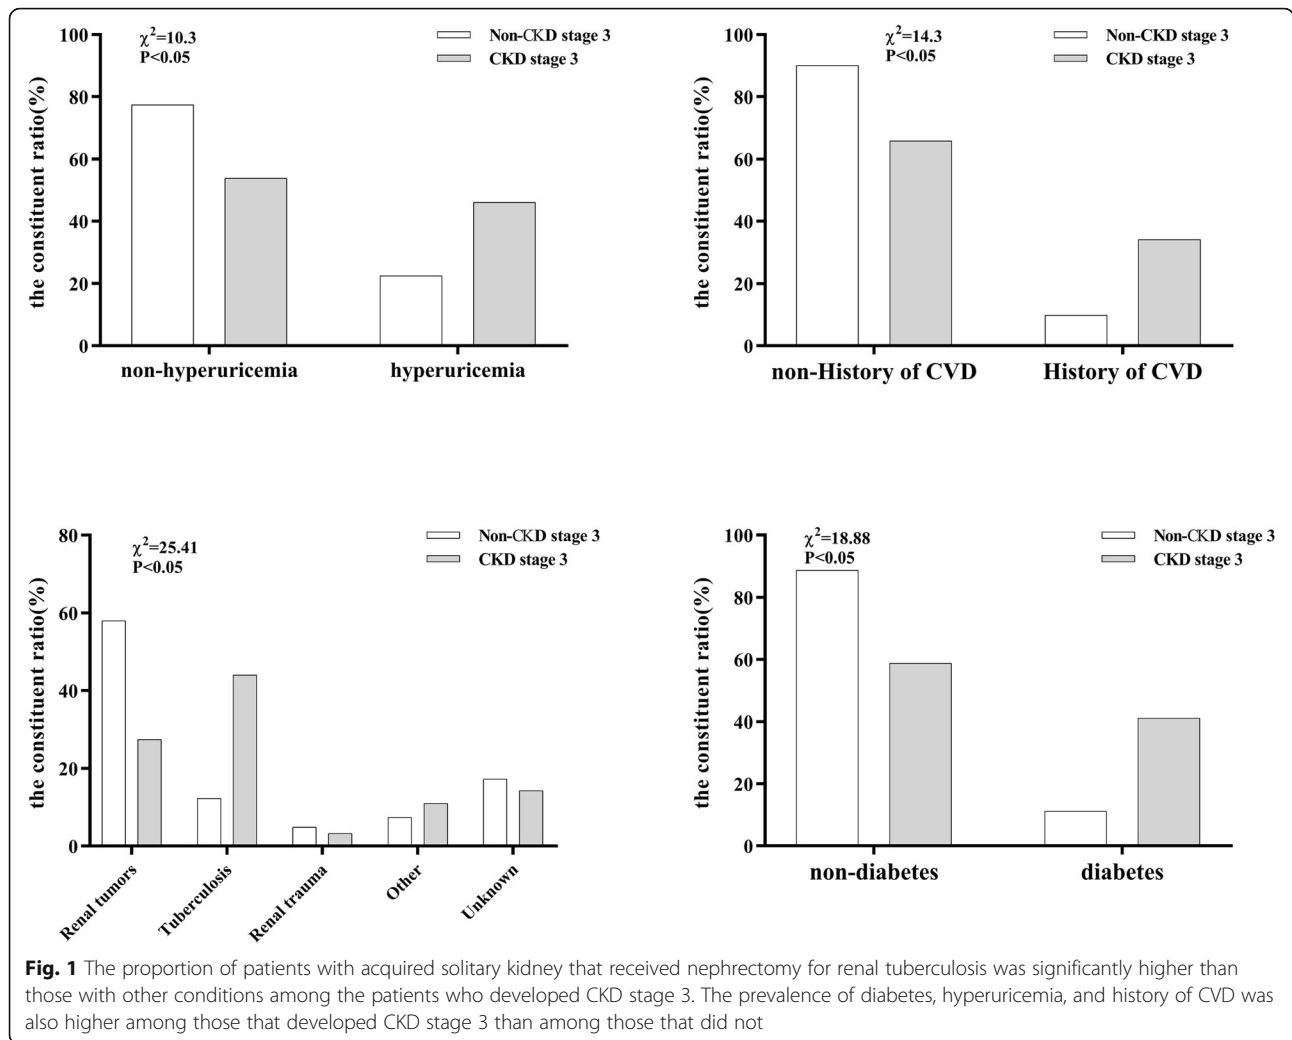 χ²=10.3
P<0.05
Non-CKD stage 3
CKD stage 3
the constituent ratio(%)
100
80
60
40
20
0
non-hyperuricemia
hyperuricemia
χ²=14.3
P<0.05
Non-CKD stage 3
CKD stage 3
the constituent ratio(%)
100
80
60
40
20
0
non-History of CVD
History of CVD
χ²=25.41
P<0.05
Non-CKD stage 3
CKD stage 3
the constituent ratio(%)
80
60
40
20
0
Renal tumors
Tuberculosis
Renal trauma
Other
Unknown
χ²=18.88
P<0.05
Non-CKD stage 3
CKD stage 3
the constituent ratio(%)
100
80
60
40
20
0
non-diabetes
diabetes
Fig. 1 The proportion of patients with acquired solitary kidney that received nephrectomy for renal tuberculosis was significantly higher than
those with other conditions among the patients who developed CKD stage 3. The prevalence of diabetes, hyperuricemia, and history of CVD was
also higher among those that developed CKD stage 3 than among those that did not